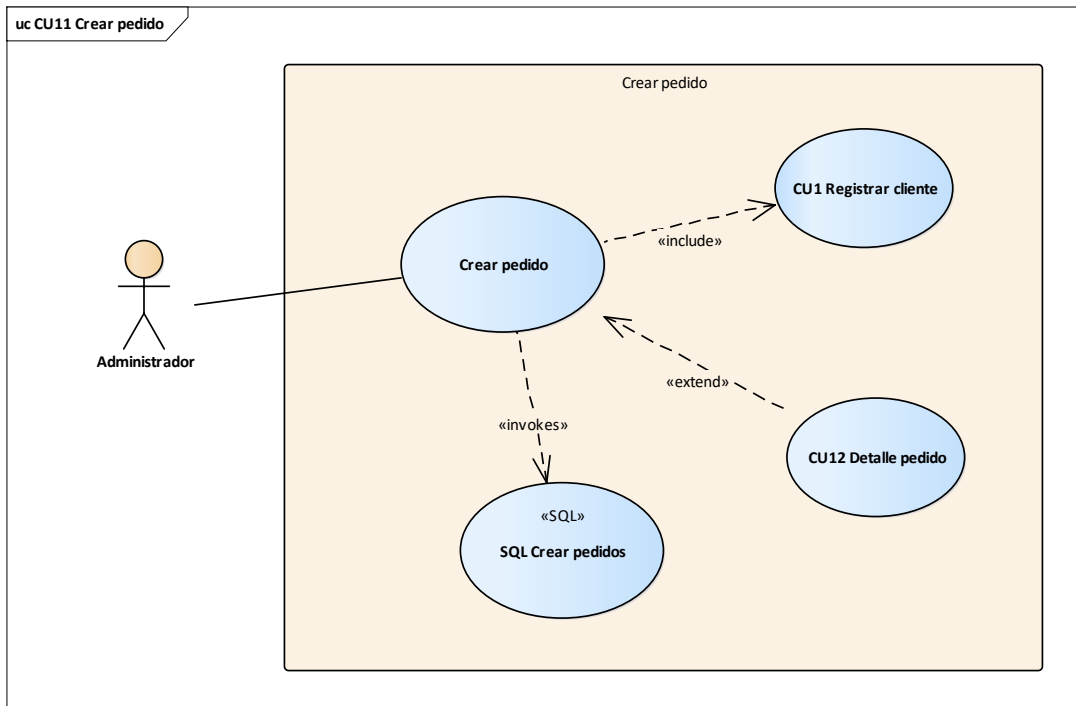 uc CU11 Crear pedido
Crear pedido
CU1 Registrar cliente
«include»
Crear pedido
Administrador
«extend»
«invokes»
CU12 Detalle pedido
«SQL»
SQL Crear pedidos